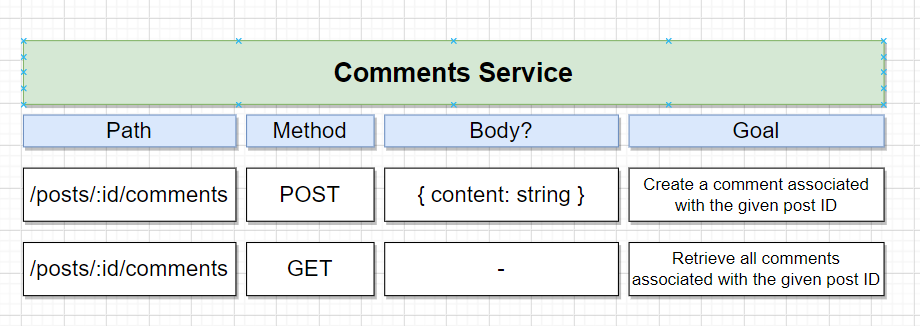 Comments Service
Path Method Body? Goal
/posts/:id/comments POST { content: string } Create a comment associated
with the given post ID
/posts/:id/comments GET - Retrieve all comments
associated with the given post ID